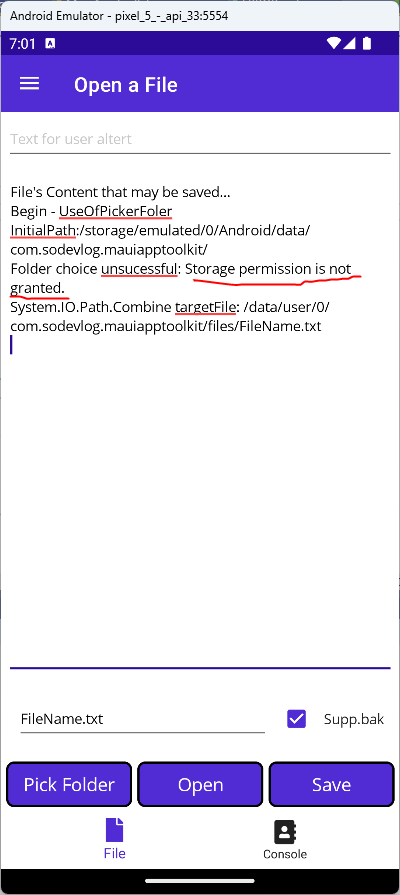 Android Emulator - pixel_5_-_api_33:5554
7:01 A
Open a File
Text for user altert
File's Content that may be saved...
Begin - UseOfPickerFoler
InitialPath:/storage/emulated/0/Android/data/
com.sodevlog.mauiapptoolkit/
Folder choice unsucessful: Storage permission is not
granted.
System.IO.Path.Combine targetFile: /data/user/0/
com.sodevlog.mauiapptoolkit/files/FileName.txt
FileName.txt Supp.bak
Pick Folder Open Save
File Console